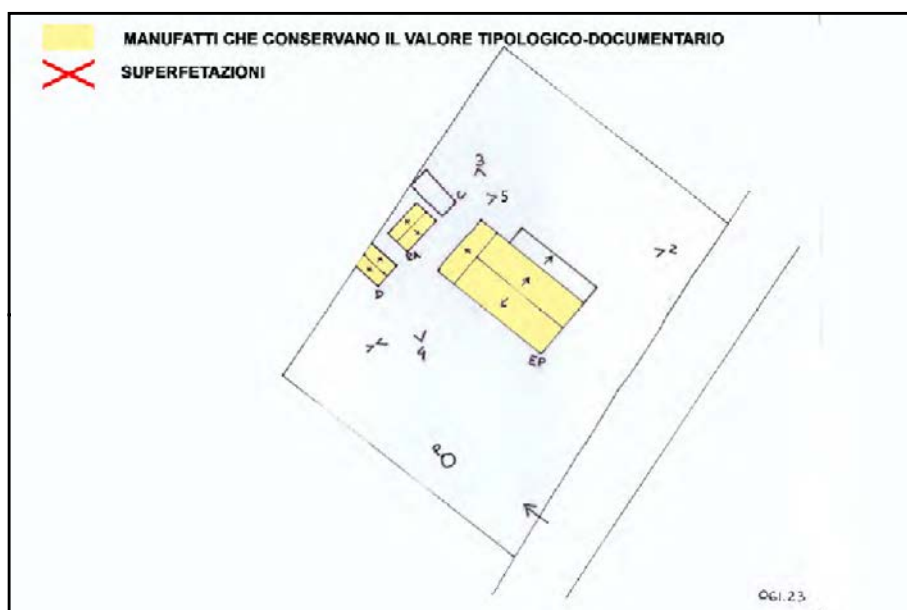 MANUFATTI CHE CONSERVANO IL VALORE TIPOLOGICO-DOCUMENTARIO
SUPERFETAZIONI
3
5
2
D
4
EP
061.23